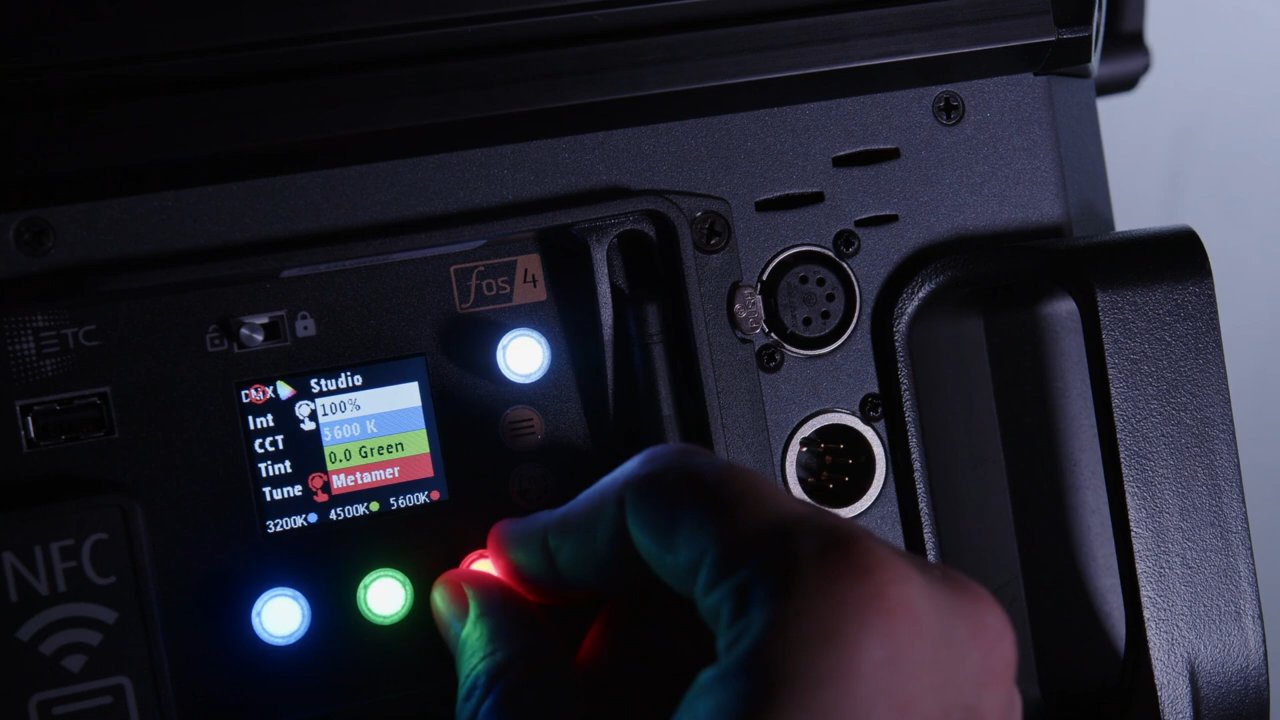 fos 4
ETC
PUSH
DMX Studio
Int 100%
CCT 5600 K
Tint 0.0 Green
Tune Metamer
3200K 4500K 5600K
NFC